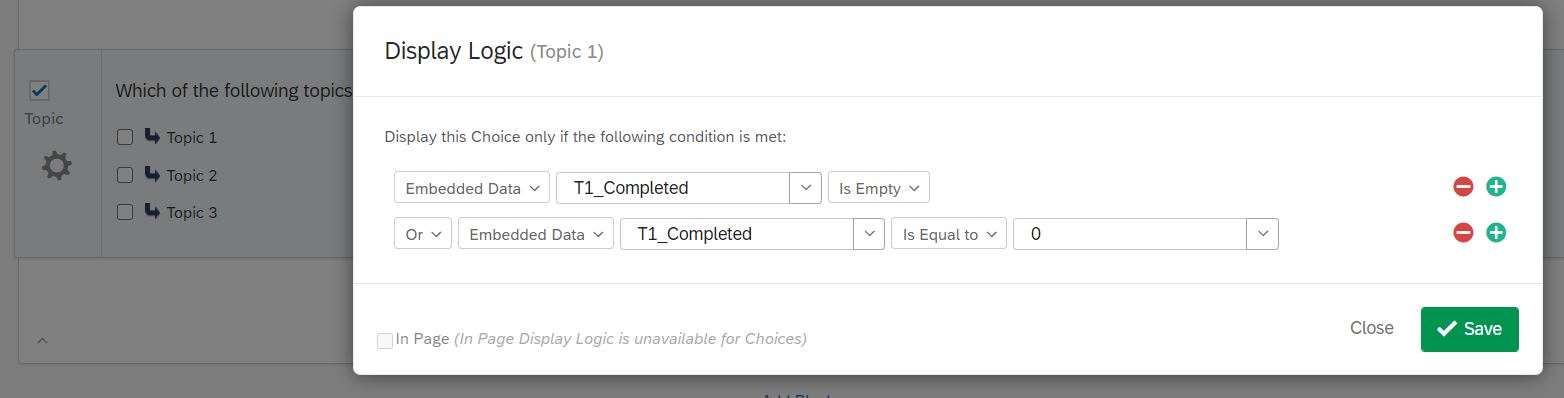 Display Logic (Topic 1)
Topic
Which of the following topics
Topic 1
Topic 2
Topic 3
Display this Choice only if the following condition is met:
Embedded Data T1_Completed Is Empty
Or Embedded Data T1_Completed Is Equal to 0
In Page (In Page Display Logic is unavailable for Choices)
Close Save